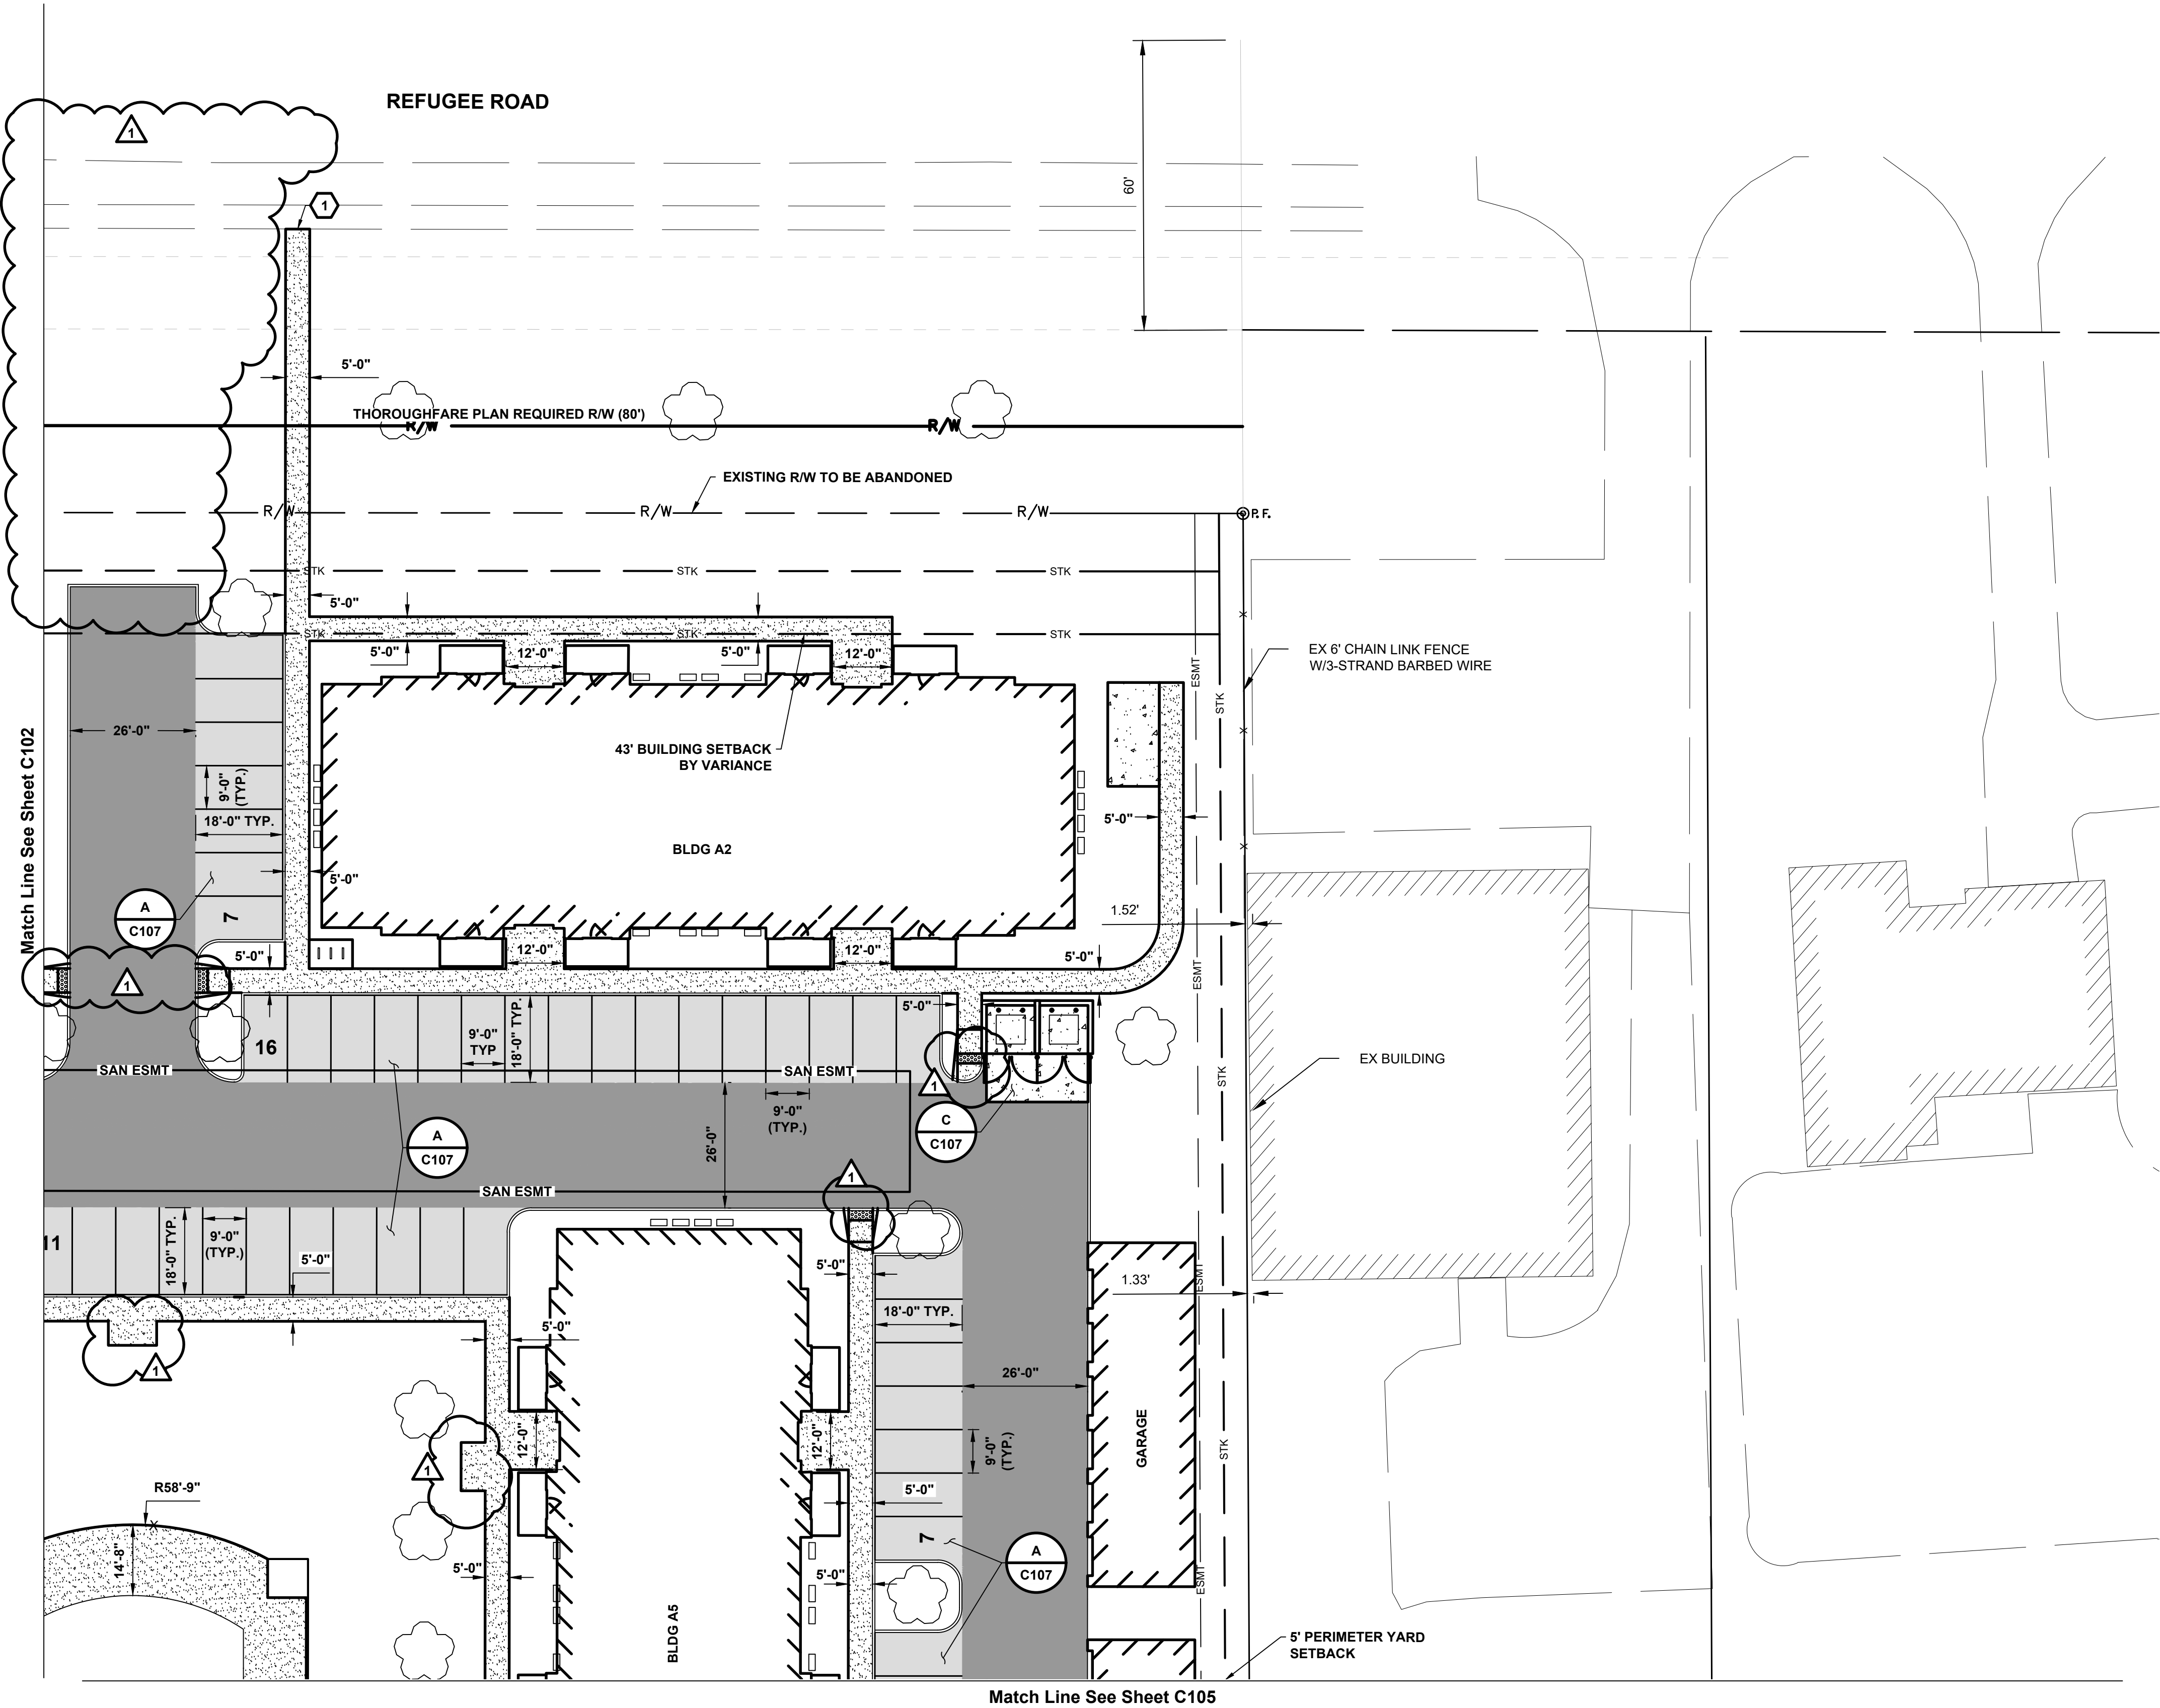 REFUGEE ROAD
1
1
60'
5'-0"
THOROUGHFARE PLAN REQUIRED R/W (80')
R/W
R/W
EXISTING R/W TO BE ABANDONED
R/W
R/W
R/W
P.F.
STK
STK
STK
5'-0"
STK
STK
STK
5'-0"
12'-0"
5'-0"
12'-0"
ESMT
STK
EX 6' CHAIN LINK FENCE
W/3-STRAND BARBED WIRE
Match Line See Sheet C102
26'-0"
9'-0"
(TYP.)
18'-0" TYP.
43' BUILDING SETBACK
BY VARIANCE
5'-0"
BLDG A2
5'-0"
A
C107
7
1.52'
5'-0"
12'-0"
12'-0"
5'-0"
ESMT
1
5'-0"
16
9'-0"
TYP
18'-0" TYP.
SAN ESMT
SAN ESMT
1
STK
EX BUILDING
9'-0"
(TYP.)
C
C107
A
C107
26'-0"
1
SAN ESMT
11
18'-0" TYP.
9'-0"
(TYP.)
5'-0"
5'-0"
1.33'
ESMT
18'-0" TYP.
5'-0"
1
26'-0"
12'-0"
12'-0"
9'-0"
(TYP.)
GARAGE
STK
1
R58'-9"
5'-0"
14'-8"
7
A
C107
5'-0"
5'-0"
ESMT
BLDG A5
5' PERIMETER YARD
SETBACK
Match Line See Sheet C105